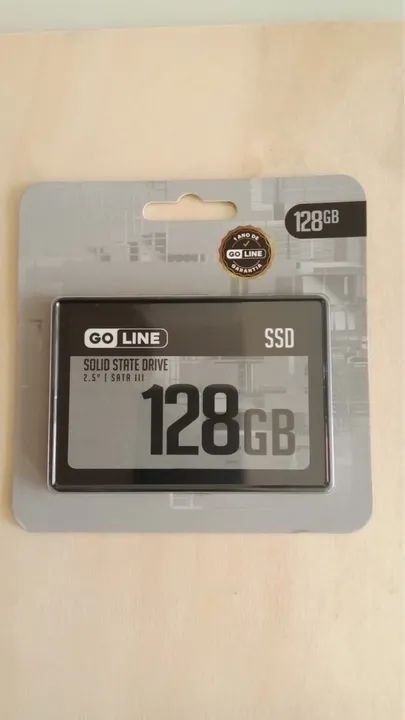 128GB
1 ANO DE
GO LINE
GARANTIA
GO LINE
SSD
SOLID STATE DRIVE
2.5" | SATA III
128GB